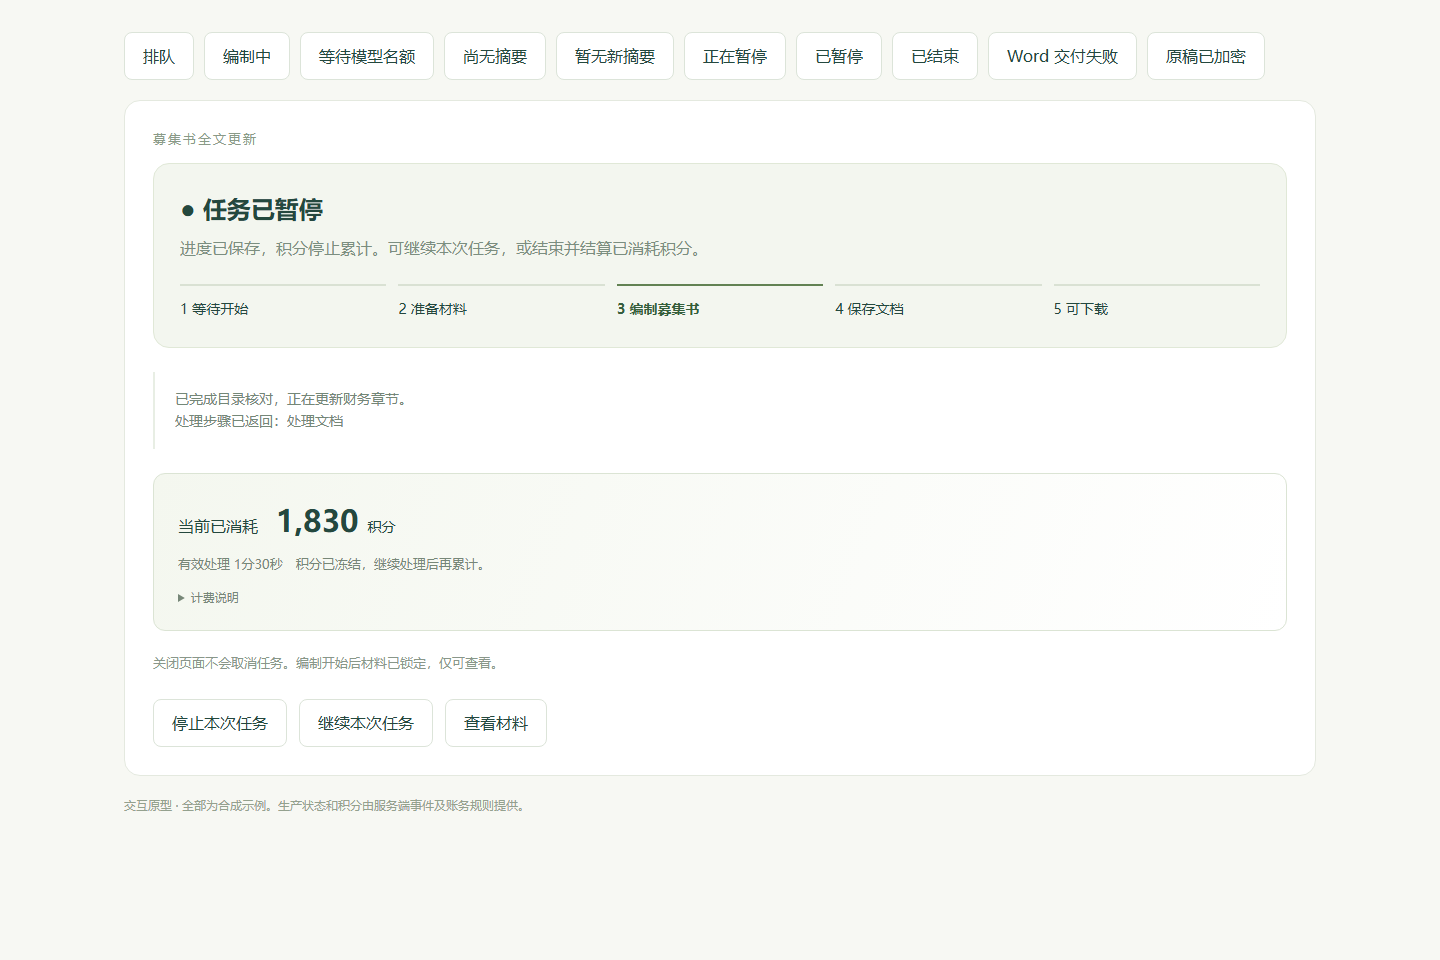 排队 编制中 等待模型名额 尚无摘要 暂无新摘要 正在暂停 已暂停 已结束 Word 交付失败 原稿已加密
募集书全文更新
● 任务已暂停
进度已保存，积分停止累计。可继续本次任务，或结束并结算已消耗积分。
1 等待开始 2 准备材料 3 编制募集书 4 保存文档 5 可下载
已完成目录核对，正在更新财务章节。
处理步骤已返回：处理文档
当前已消耗 1,830 积分
有效处理 1分30秒 积分已冻结，继续处理后再累计。
▶ 计费说明
关闭页面不会取消任务。编制开始后材料已锁定，仅可查看。
停止本次任务 继续本次任务 查看材料
交互原型 · 全部为合成示例。生产状态和积分由服务端事件及账务规则提供。